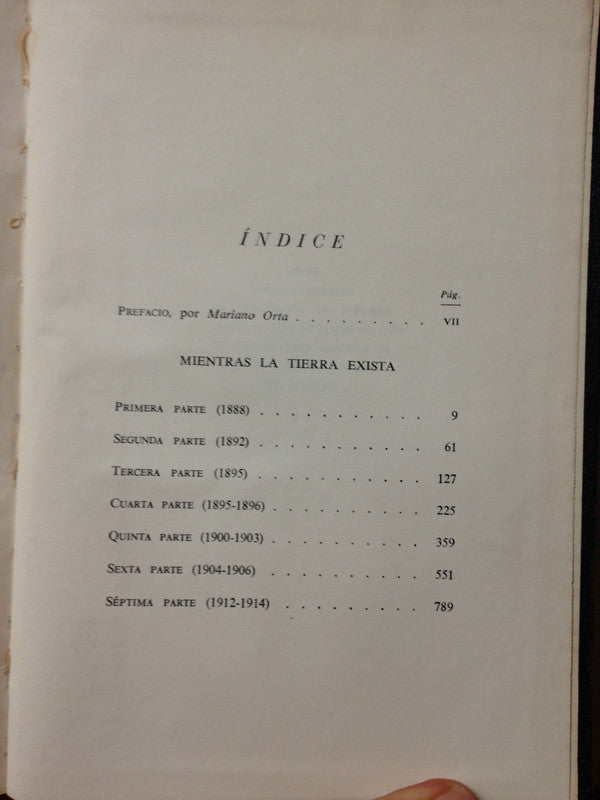 ÍNDICE
Pág.
PREFACIO, por Mariano Orta . . . . . . . . . VII
MIENTRAS LA TIERRA EXISTA
PRIMERA PARTE (1888) . . . . . . . . . . . 9
SEGUNDA PARTE (1892) . . . . . . . . . . . 61
TERCERA PARTE (1895) . . . . . . . . . . . 127
CUARTA PARTE (1895-1896) . . . . . . . . . . 225
QUINTA PARTE (1900-1903) . . . . . . . . . . 359
SEXTA PARTE (1904-1906) . . . . . . . . . . 551
SÉPTIMA PARTE (1912-1914) . . . . . . . . . 789